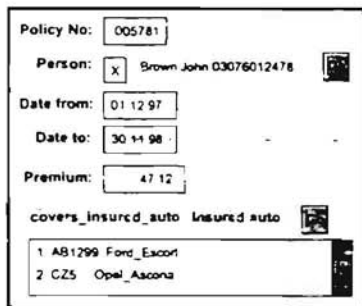 Policy No: 005781
Person: X Brown John 03076012478
Date from: 01 12 97
Date to: 30 11 98
Premium: 47 12
covers_insured_auto Insured auto
1 AB1299 Ford_Escort
2 CZ5 Opel_Ascona